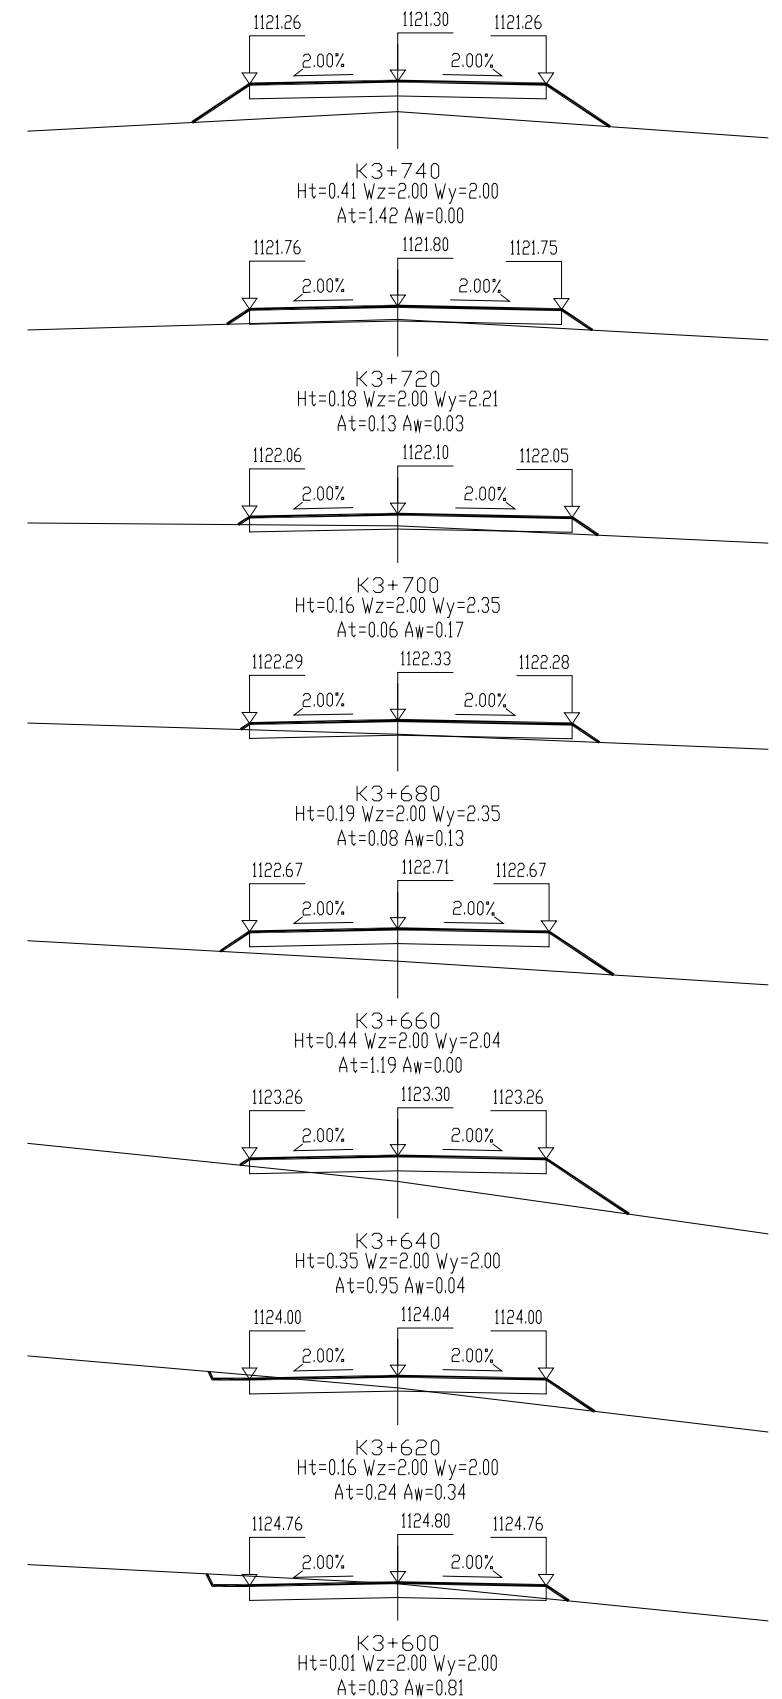 1121.26 1121.30 1121.26
2.00% 2.00%
K3+740
Ht=0.41 Wz=2.00 Wy=2.00
At=1.42 Aw=0.00
1121.76 1121.80 1121.75
2.00% 2.00%
K3+720
Ht=0.18 Wz=2.00 Wy=2.21
At=0.13 Aw=0.03
1122.06 1122.10 1122.05
2.00% 2.00%
K3+700
Ht=0.16 Wz=2.00 Wy=2.35
At=0.06 Aw=0.17
1122.29 1122.33 1122.28
2.00% 2.00%
K3+680
Ht=0.19 Wz=2.00 Wy=2.35
At=0.08 Aw=0.13
1122.67 1122.71 1122.67
2.00% 2.00%
K3+660
Ht=0.44 Wz=2.00 Wy=2.04
At=1.19 Aw=0.00
1123.26 1123.30 1123.26
2.00% 2.00%
K3+640
Ht=0.35 Wz=2.00 Wy=2.00
At=0.95 Aw=0.04
1124.00 1124.04 1124.00
2.00% 2.00%
K3+620
Ht=0.16 Wz=2.00 Wy=2.00
At=0.24 Aw=0.34
1124.76 1124.80 1124.76
2.00% 2.00%
K3+600
Ht=0.01 Wz=2.00 Wy=2.00
At=0.03 Aw=0.81